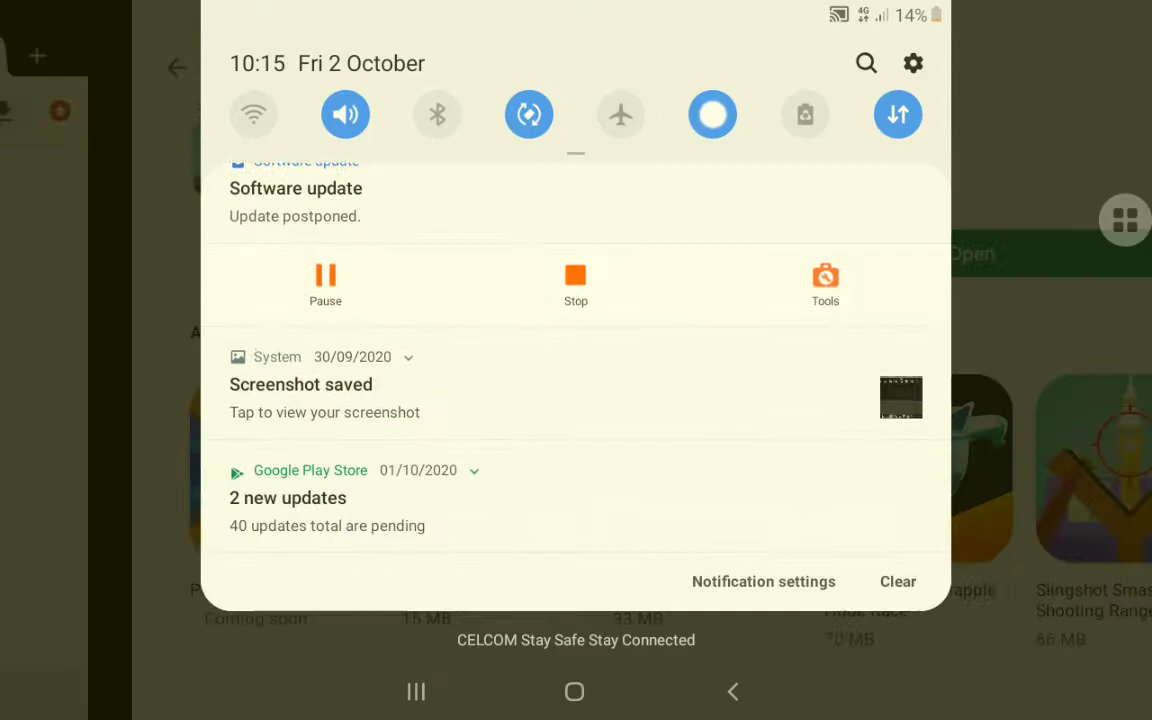 4G 14%
10:15 Fri 2 October
Software update
Software update
Update postponed.
Open
Pause Stop Tools
A
System 30/09/2020
Screenshot saved
Tap to view your screenshot
Google Play Store 01/10/2020
2 new updates
40 updates total are pending
Notification settings Clear
P
Coming soon 15 MB 33 MB
Hook Race
70 MB
Slingshot Smas
Shooting Range
66 MB
CELCOM Stay Safe Stay Connected